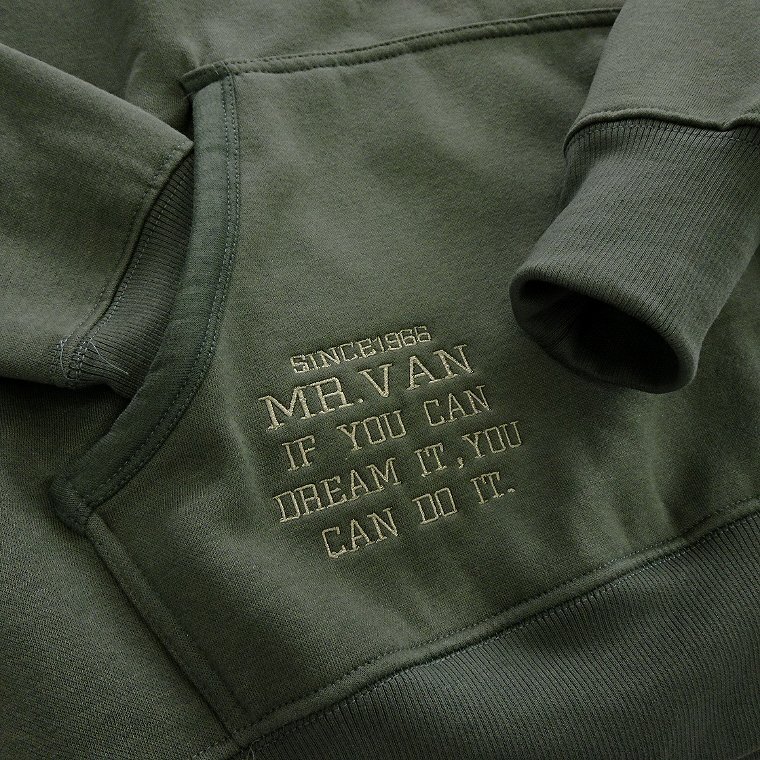 SINCE1966
MR.VAN
IF YOU CAN
DREAM IT,YOU
CAN DO IT.